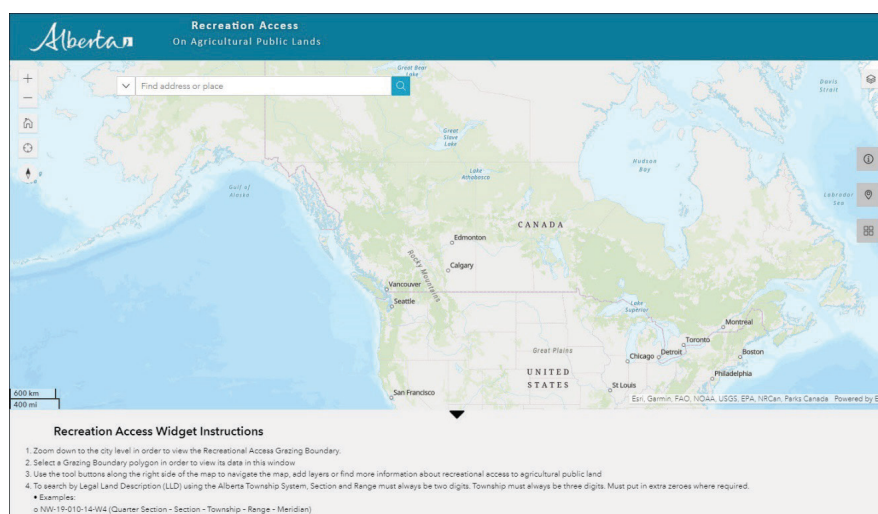 Alberta
Recreation Access
On Agricultural Public Lands
Great Bear
Lake
Davis
Strait
Find address or place
Great
Slave
Lake
Lake
Athabasca
Hudson
Bay
Gulf of
Alaska
Labrador
Sea
CANADA
Edmonton
Rocky Mountains
Calgary
Vancouver
Seattle
Lake
Superior
Montreal
Toronto
Great Plains
Chicago
Detroit
Boston
UNITED
STATES
Philadelphia
St Louis
San Francisco
600 km
400 mi
Esri, Garmin, FAO, NOAA, USGS, EPA, NRCan, Parks Canada Powered by E
Recreation Access Widget Instructions
1. Zoom down to the city level in order to view the Recreational Access Grazing Boundary.
2. Select a Grazing Boundary polygon in order to view its data in this window
3. Use the tool buttons along the right side of the map to navigate the map, add layers or find more information about recreational access to agricultural public land
4. To search by Legal Land Description (LLD) using the Alberta Township System, Section and Range must always be two digits. Township must always be three digits. Must put in extra zeroes where required.
• Examples:
o NW-19-010-14-W4 (Quarter Section - Section - Township - Range - Meridian)